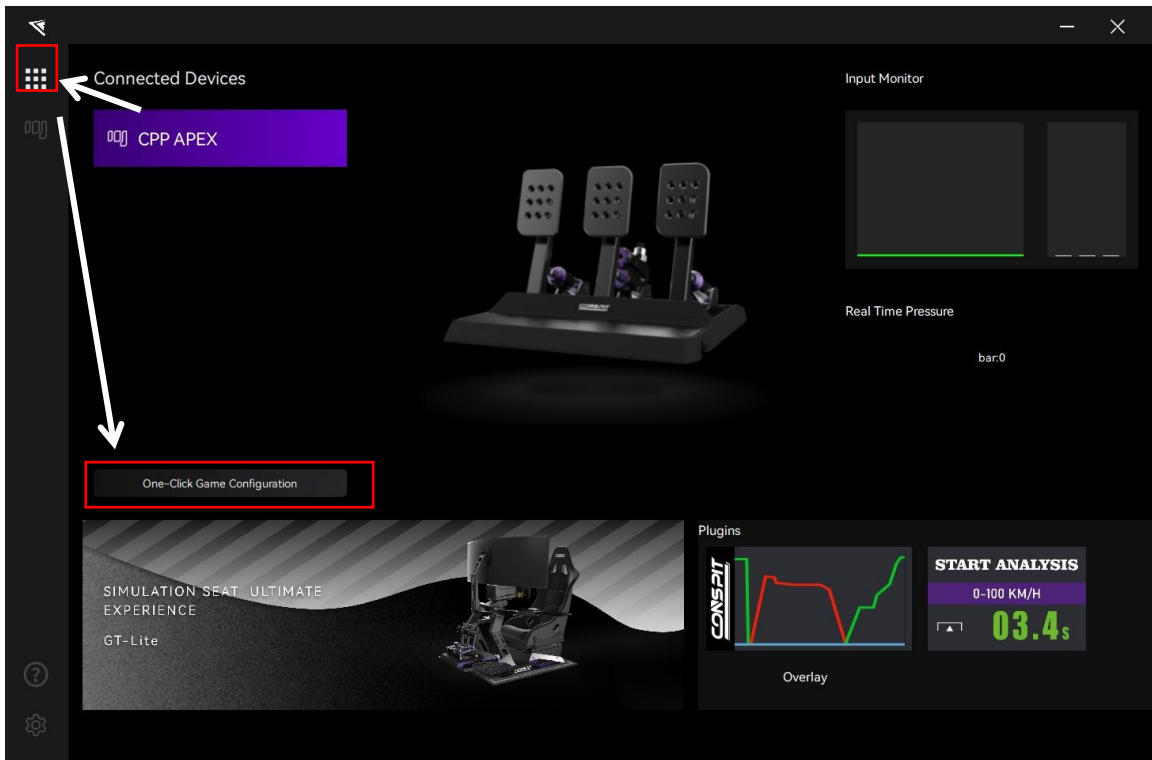 Connected Devices
CPP APEX
CONSPIT
One-Click Game Configuration
Input Monitor
Real Time Pressure
bar:0
SIMULATION SEAT ULTIMATE
EXPERIENCE
GT-Lite
Plugins
CONSPIT
Overlay
START ANALYSIS
0-100 KM/H
03.4s